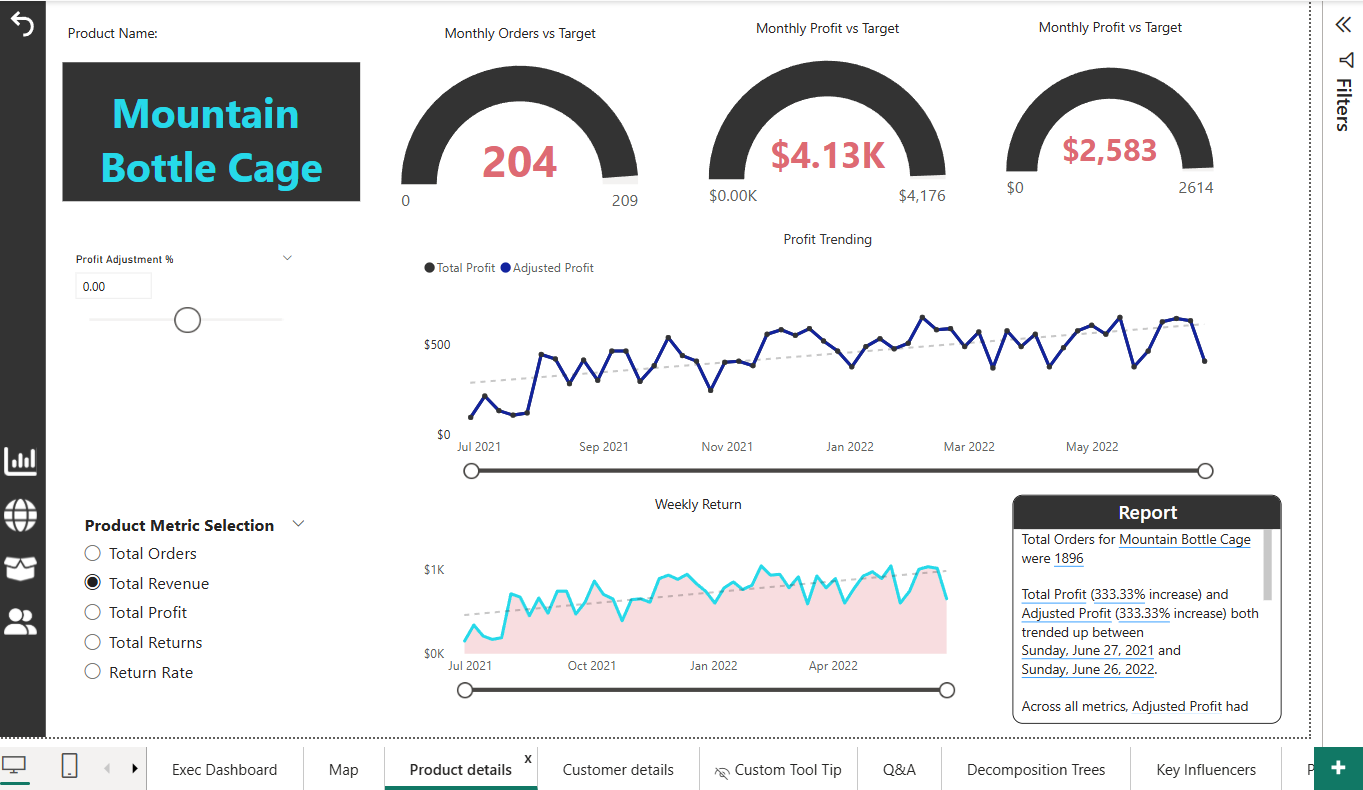 Product Name:
Mountain
Bottle Cage
Monthly Orders vs Target
204
0
209
Monthly Profit vs Target
$4.13K
$0.00K
$4,176
Monthly Profit vs Target
$2,583
$0
2614
Filters
Profit Adjustment %
0.00
Profit Trending
Total Profit
Adjusted Profit
$500
$0
Jul 2021
Sep 2021
Nov 2021
Jan 2022
Mar 2022
May 2022
Product Metric Selection
Total Orders
Total Revenue
Total Profit
Total Returns
Return Rate
Weekly Return
$1K
$0K
Jul 2021
Oct 2021
Jan 2022
Apr 2022
Report
Total Orders for Mountain Bottle Cage
were 1896
Total Profit (333.33% increase) and
Adjusted Profit (333.33% increase) both
trended up between
Sunday, June 27, 2021 and
Sunday, June 26, 2022.
Across all metrics, Adjusted Profit had
Exec Dashboard
Map
Product details
x
Customer details
Custom Tool Tip
Q&A
Decomposition Trees
Key Influencers